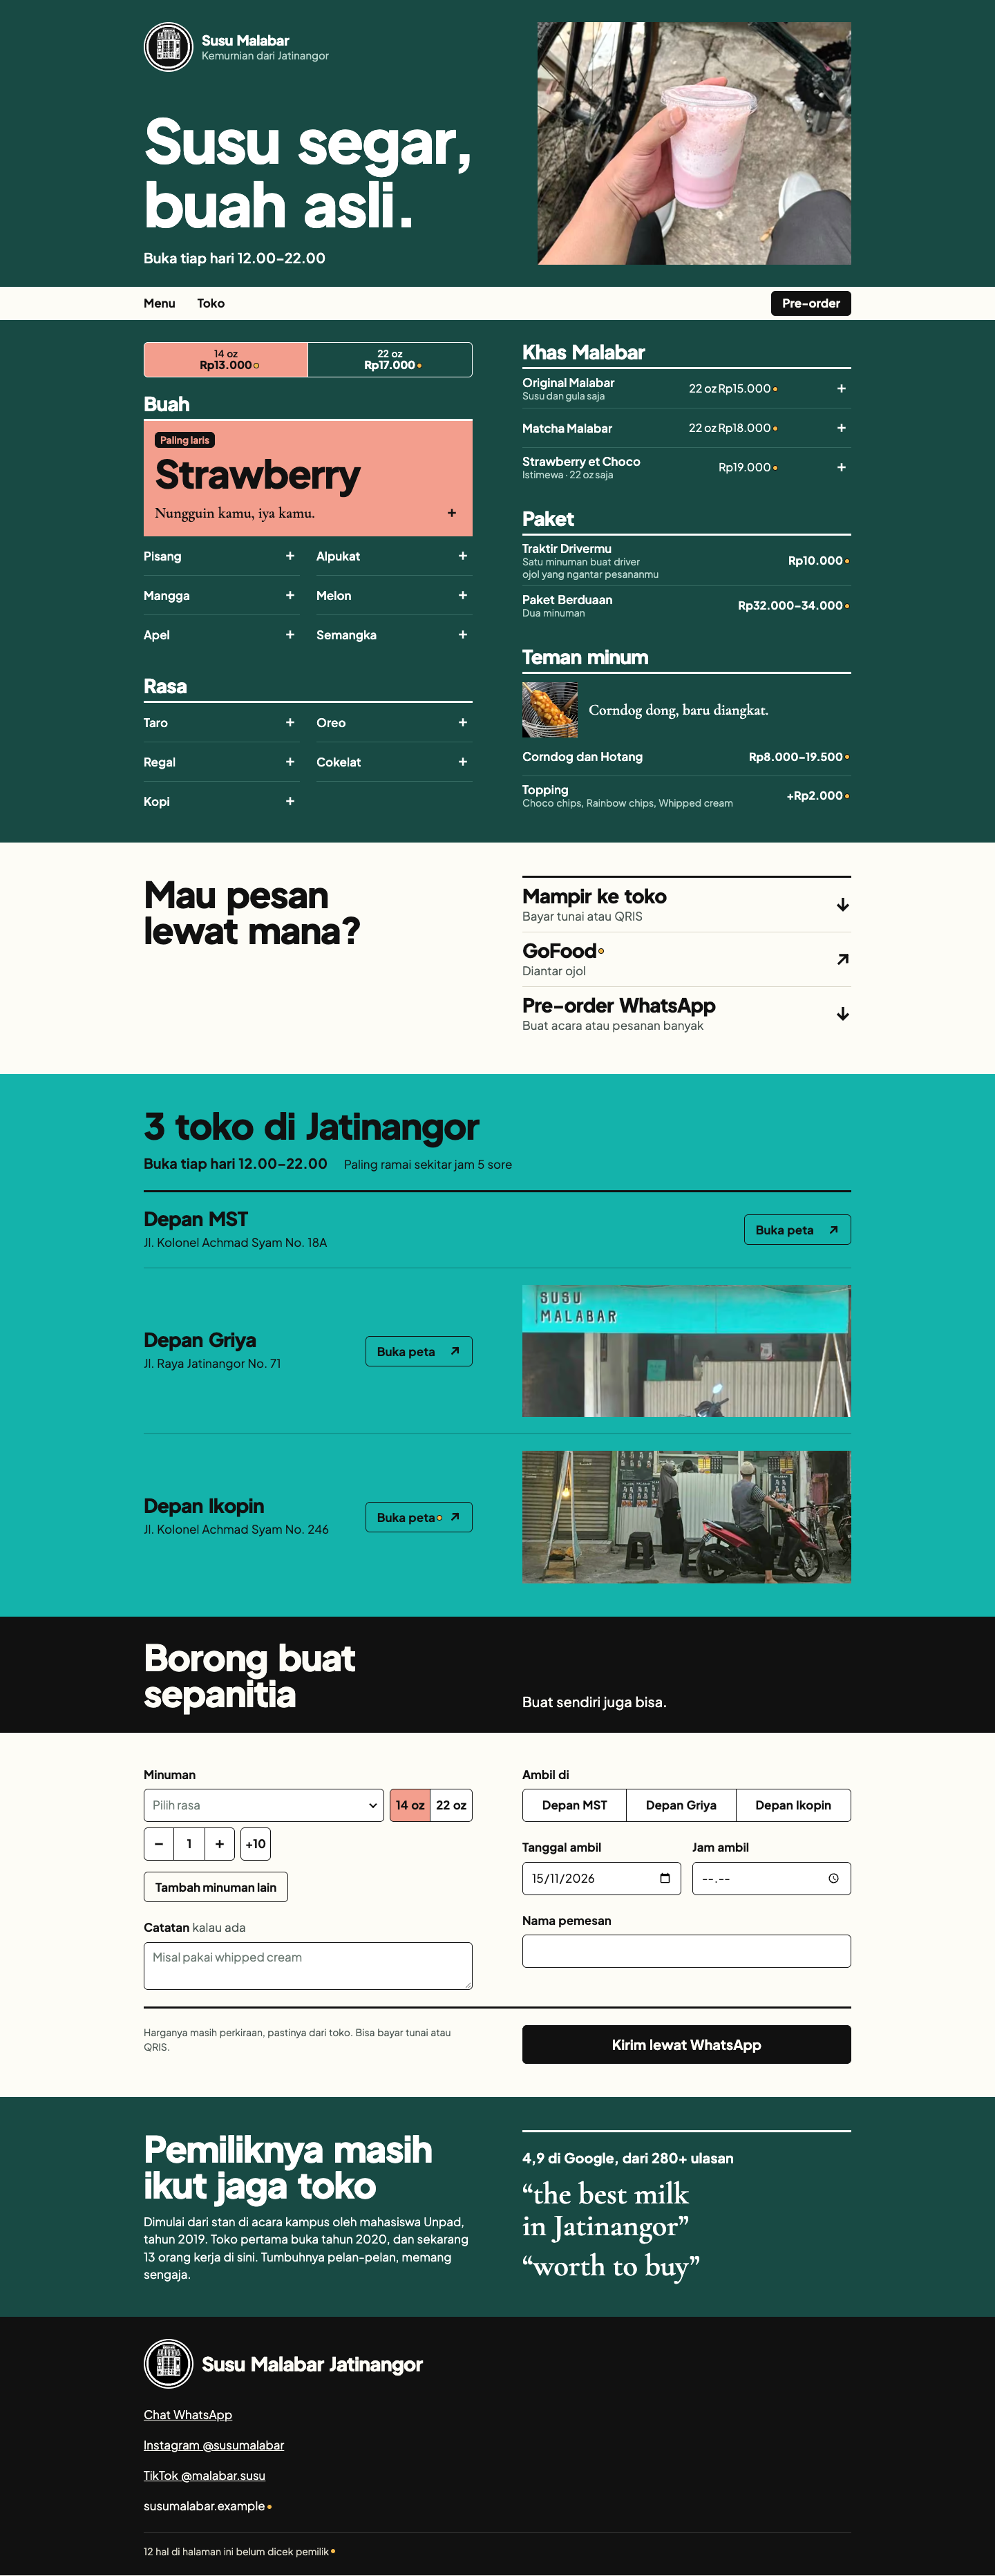 Susu Malabar
Kemurnian dari Jatinangor
Susu segar,
buah asli.
Buka tiap hari 12.00–22.00
Menu
Toko
Pre-order
14 oz
Rp13.000
22 oz
Rp17.000
Buah
Paling laris
Strawberry
Nungguin kamu, iya kamu.
+
Pisang +
Alpukat +
Mangga +
Melon +
Apel +
Semangka +
Rasa
Taro +
Oreo +
Regal +
Cokelat +
Kopi +
Khas Malabar
Original Malabar
Susu dan gula saja
22 oz Rp15.000
+
Matcha Malabar
22 oz Rp18.000
+
Strawberry et Choco
Istimewa · 22 oz saja
Rp19.000
+
Paket
Traktir Drivermu
Satu minuman buat driver
ojol yang ngantar pesananmu
Rp10.000
Paket Berduaan
Dua minuman
Rp32.000–34.000
Teman minum
Corndog dong, baru diangkat.
Corndog dan Hotang
Rp8.000–19.500
Topping
Choco chips, Rainbow chips, Whipped cream
+Rp2.000
Mau pesan
lewat mana?
Mampir ke toko
Bayar tunai atau QRIS
↓
GoFood
Diantar ojol
↗
Pre-order WhatsApp
Buat acara atau pesanan banyak
↓
3 toko di Jatinangor
Buka tiap hari 12.00–22.00
Paling ramai sekitar jam 5 sore
Depan MST
Jl. Kolonel Achmad Syam No. 18A
Buka peta ↗
Depan Griya
Jl. Raya Jatinangor No. 71
Buka peta ↗
SUSU
MALABAR
Depan Ikopin
Jl. Kolonel Achmad Syam No. 246
Buka peta ↗
Borong buat
sepanitia
Buat sendiri juga bisa.
Minuman
Pilih rasa
14 oz
22 oz
−
1
+
+10
Tambah minuman lain
Catatan kalau ada
Misal pakai whipped cream
Ambil di
Depan MST
Depan Griya
Depan Ikopin
Tanggal ambil
15/11/2026
Jam ambil
--.--
Nama pemesan
Harganya masih perkiraan, pastinya dari toko. Bisa bayar tunai atau
QRIS.
Kirim lewat WhatsApp
Pemiliknya masih
ikut jaga toko
Dimulai dari stan di acara kampus oleh mahasiswa Unpad,
tahun 2019. Toko pertama buka tahun 2020, dan sekarang
13 orang kerja di sini. Tumbuhnya pelan-pelan, memang
sengaja.
4,9 di Google, dari 280+ ulasan
“the best milk
in Jatinangor”
“worth to buy”
Susu Malabar Jatinangor
Chat WhatsApp
Instagram @susumalabar
TikTok @malabar.susu
susumalabar.example
12 hal di halaman ini belum dicek pemilik